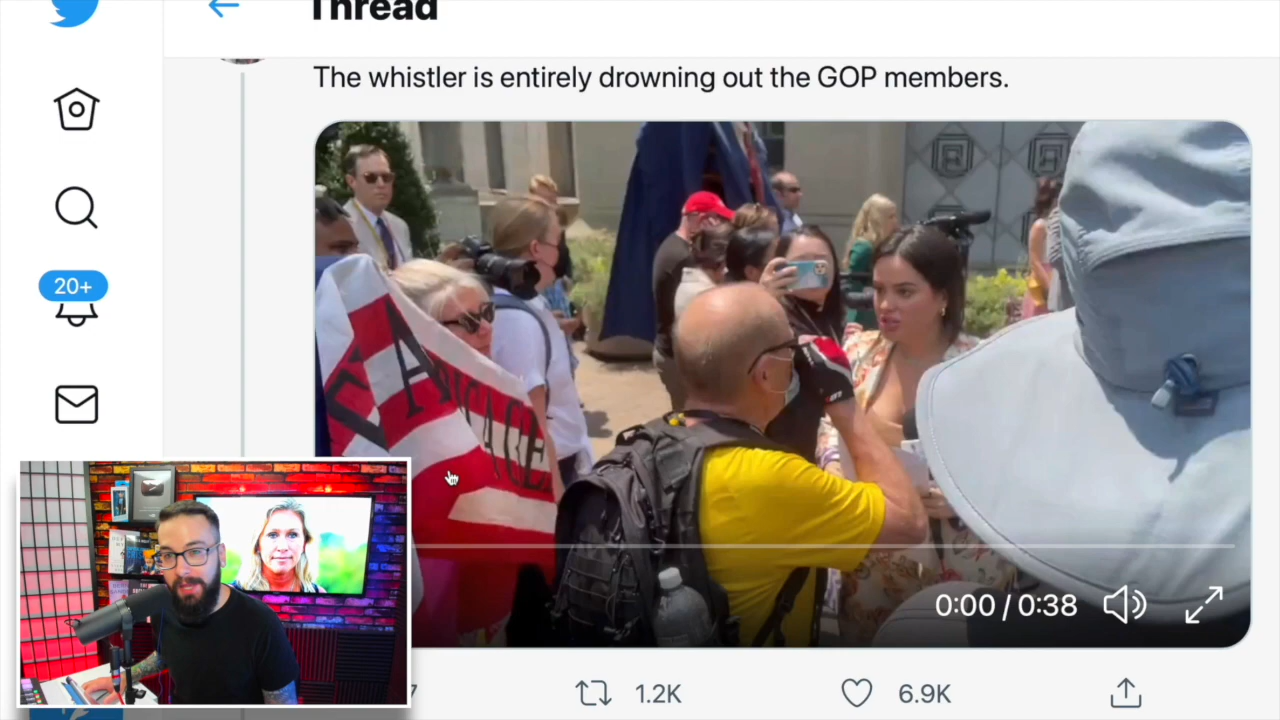 Thread
The whistler is entirely drowning out the GOP members.
20+
0:00 / 0:38
7
1.2K
6.9K